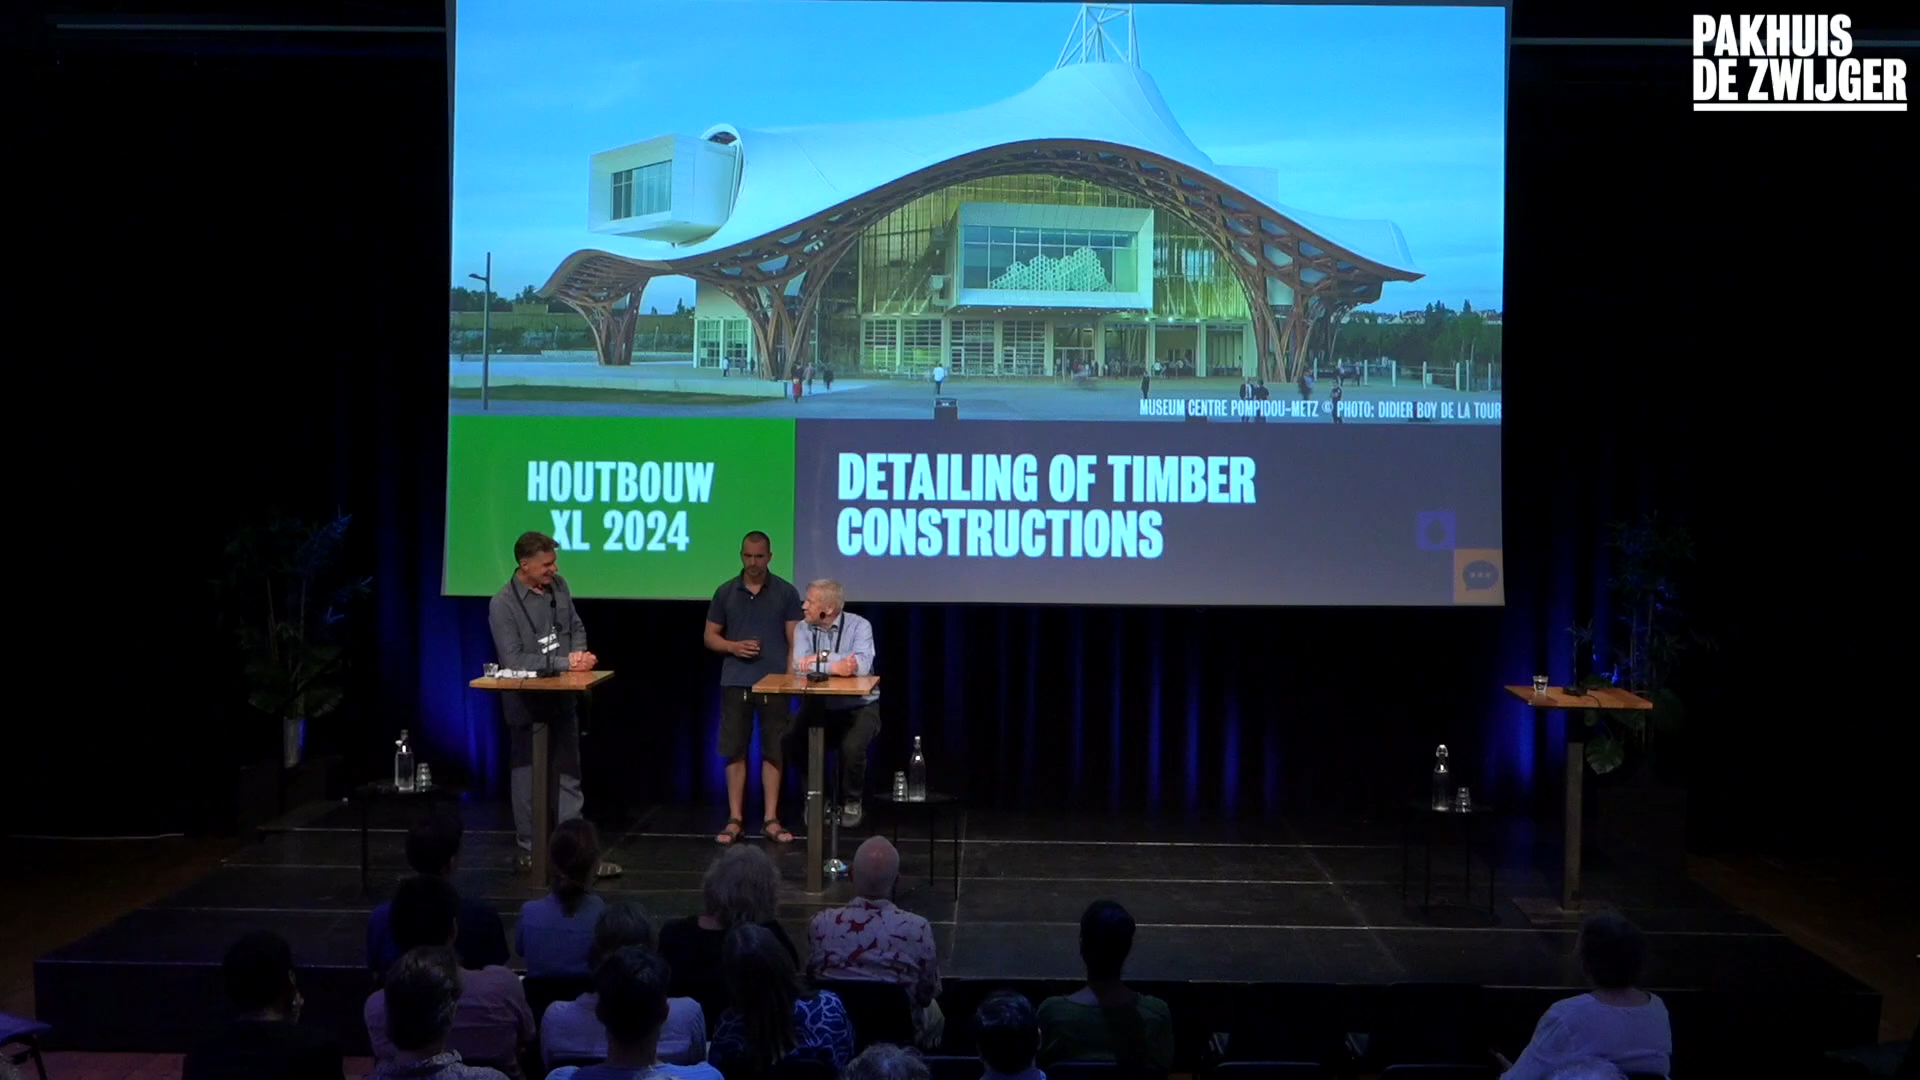 PAKHUIS
DE ZWIJGER
MUSEUM CENTRE POMPIDOU-METZ © PHOTO: DIDIER BOY DE LA TOUR
HOUTBOUW
XL 2024
DETAILING OF TIMBER
CONSTRUCTIONS